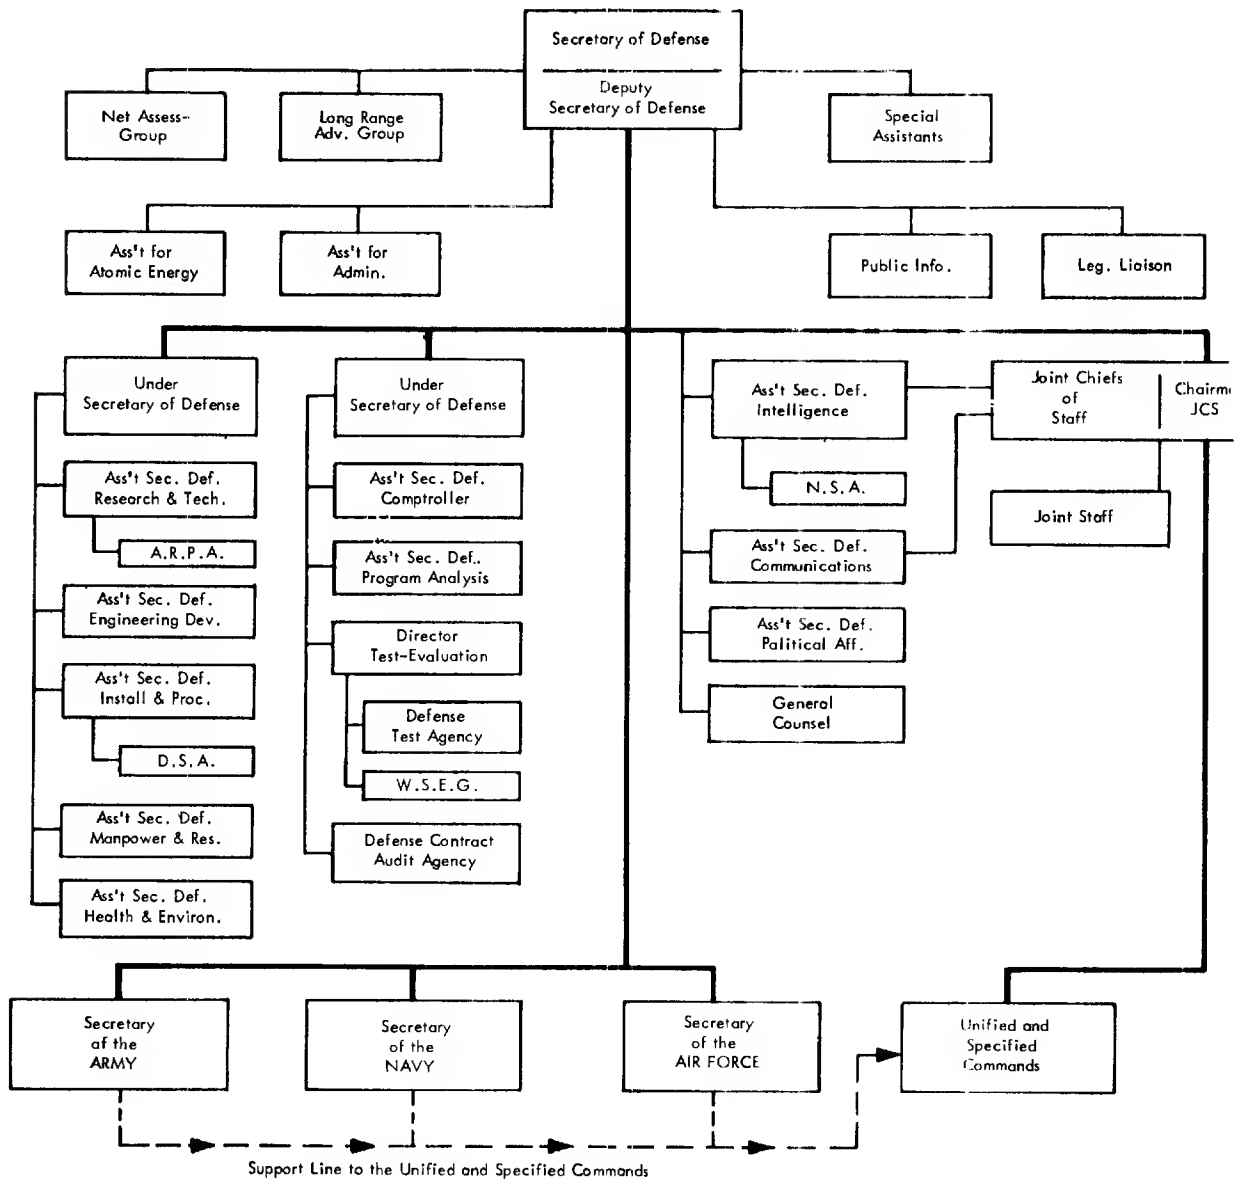 Secretary of Defense
Deputy
Secretary of Defense
Net Assess-
Group
Long Range
Adv. Group
Special
Assistants
Ass't for
Atomic Energy
Ass't for
Admin.
Public Info.
Leg. Liaison
Under
Secretary of Defense
Ass't Sec. Def.
Research & Tech.
A.R.P.A.
Ass't Sec. Def.
Engineering Dev.
Ass't Sec. Def.
Install & Proc.
D.S.A.
Ass't Sec. Def.
Manpower & Res.
Ass't Sec. Def.
Health & Environ.
Under
Secretary of Defense
Ass't Sec. Def.
Comptroller
Ass't Sec. Def.
Program Analysis
Director
Test-Evaluation
Defense
Test Agency
W.S.E.G.
Defense Contract
Audit Agency
Ass't Sec. Def.
Intelligence
N.S.A.
Ass't Sec. Def.
Communications
Ass't Sec. Def.
Political Aff.
General
Counsel
Joint Chiefs
of
Staff
JCS
Joint Staff
Secretary
of the
ARMY
Secretary
of the
NAVY
Secretary
of the
AIR FORCE
Unified and
Specified
Commands
Support Line to the Unified and Specified Commands